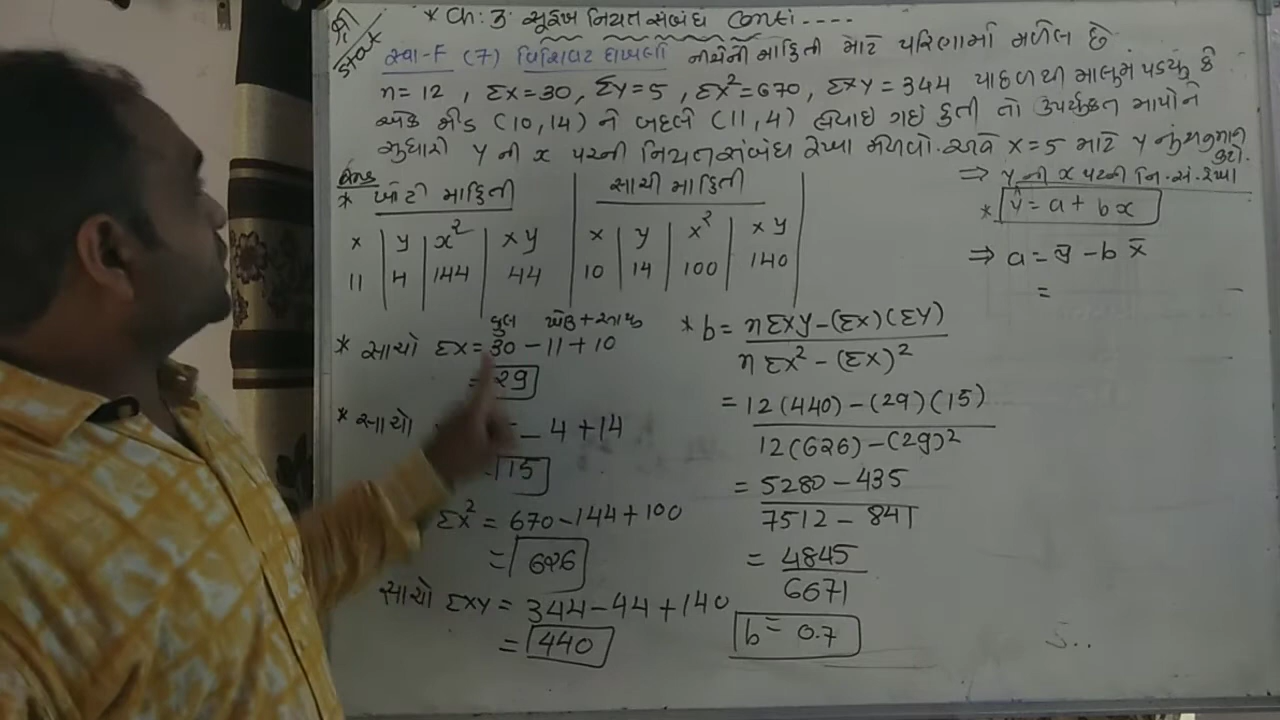 * Ch: 3 સુરેખ નિયતસંબંધ Conti ----
સ્વા-F (7) વિશિષ્ટ દાખલો નીચેની માહિતી માટે પરિણામો મળેલ છે
n = 12 , Σx = 30, Σy = 5 , Σx² = 670, Σxy = 344 પાછળથી માલુમ પડ્યું કે
એક જોડ (10, 14) ને બદલે (11, 4) લેવાઇ ગઇ હતી તો ઉપર્યુક્ત માપોને
સુધારી y ની x પરની નિયતસંબંધ રેખા મેળવો. અને x = 5 માટે y નું અનુમાન કરો.
* ખોટી માહિતી
x y x² xy
11 4 144 44
સાચી માહિતી
x y x² xy
10 14 100 140
કુલ
* સાચો Σx = 30 - 11 + 10
= 29
* સાચો
- 4 + 14
15
Σx² = 670 - 144 + 100
= 626
સાચો Σxy = 344 - 44 + 140
= 440
* b = nΣxy - (Σx)(Σy)
nΣx² - (Σx)²
= 12(440) - (29)(15)
12(626) - (29)²
= 5280 - 435
7512 - 841
= 4845
6671
b = 0.7
⇒ y ની x પરની નિ. સં. રેખા
* ŷ = a + bx
⇒ a = ȳ - b x̄
=
5..